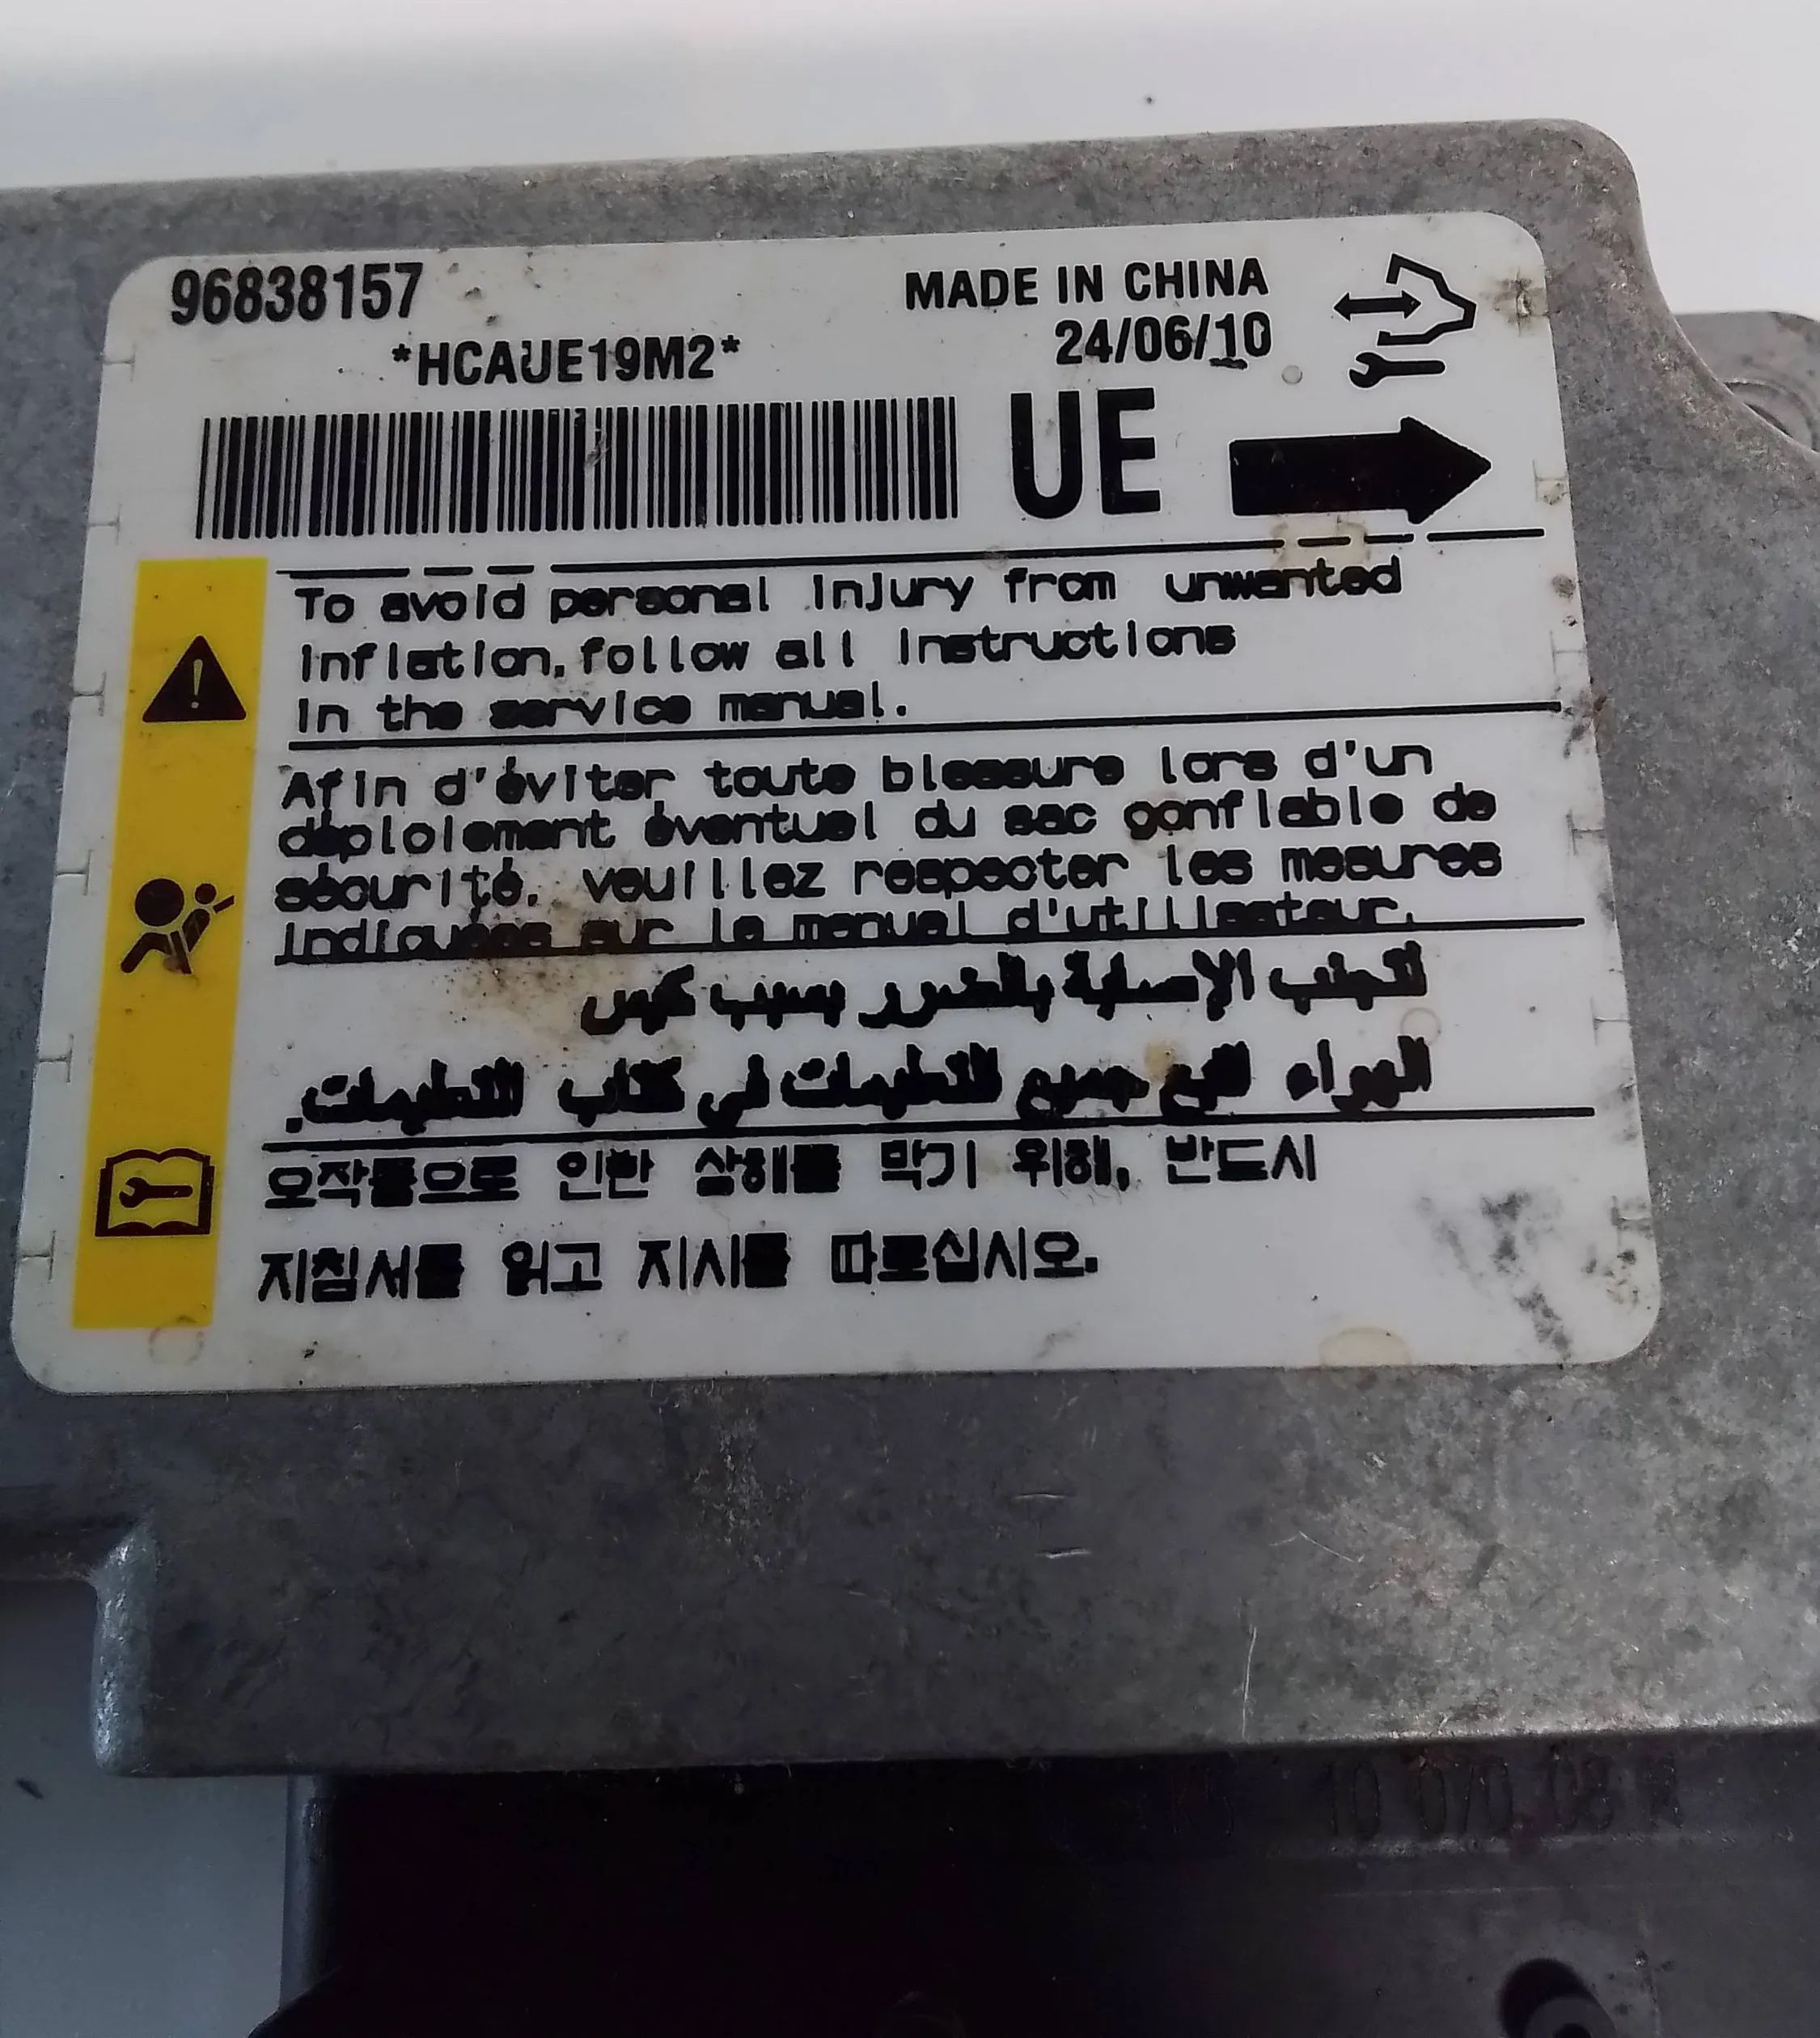 96838157
MADE IN CHINA
*HCAUE19M2*
24/06/10
UE
To avoid personal injury from unwanted
inflation, follow all instructions
in the service manual.
Afin d'éviter toute blessure lors d'un
déploiement éventuel du sac gonflable de
sécurité, veuillez respecter les mesures
indiquées sur le manuel d'utilisateur.
لتجنب الإصابة بالضرر بسبب كيس
الهواء اتبع جميع التعليمات في كتاب التعليمات.
오작동으로 인한 상해를 막기 위해, 반드시
지침서를 읽고 지시를 따르십시오.